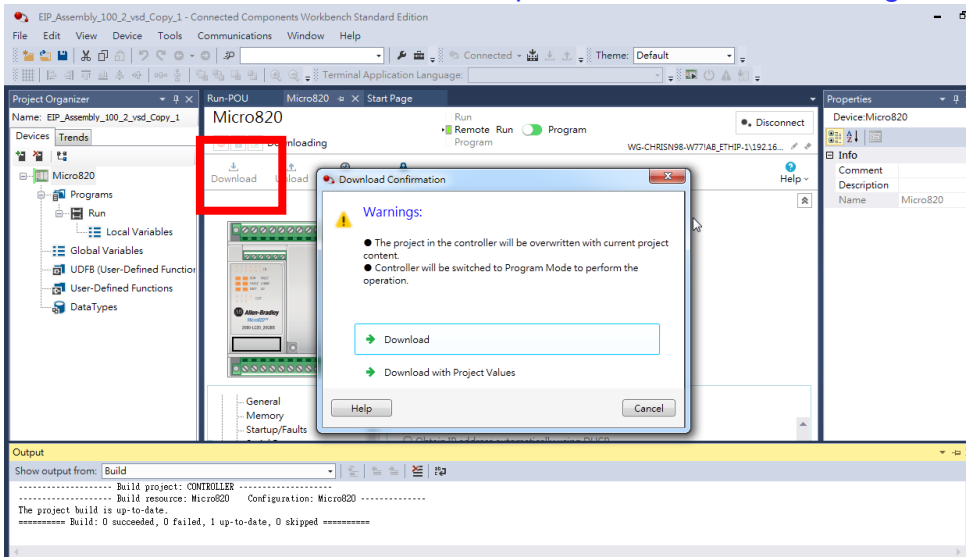 EIP_Assembly_100_2_vsd_Copy_1 - Connected Components Workbench Standard Edition
File Edit View Device Tools Communications Window Help
Connected
Theme: Default
Terminal Application Language:
Project Organizer
Run-POU Micro820 Start Page
Properties
Name: EIP_Assembly_100_2_vsd_Copy_1
Micro820
Run
Remote Run Program
Program
Disconnect
Device:Micro820
Devices Trends
WG-CHRISN98-W77!AB_ETHIP-1\192.16...
Info
Comment
Description
Name Micro820
Download
Help
Micro820
Programs
Run
Local Variables
Global Variables
UDFB (User-Defined Function
User-Defined Functions
DataTypes
Download Confirmation
Warnings:
● The project in the controller will be overwritten with current project
content.
● Controller will be switched to Program Mode to perform the
operation.
Download
Download with Project Values
Help Cancel
Allen-Bradley
General
Memory
Startup/Faults
Output
Show output from: Build
------------------- Build project: CONTROLLER -------------------
------------------- Build resource: Micro820 Configuration: Micro820 -------------
The project build is up-to-date.
========== Build: 0 succeeded, 0 failed, 1 up-to-date, 0 skipped ==========